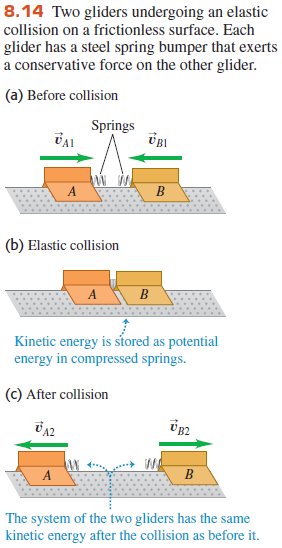 8.14 Two gliders undergoing an elastic
collision on a frictionless surface. Each
glider has a steel spring bumper that exerts
a conservative force on the other glider.
(a) Before collision
Springs
v⃗A1
v⃗B1
A
B
(b) Elastic collision
A
B
Kinetic energy is stored as potential
energy in compressed springs.
(c) After collision
v⃗A2
v⃗B2
A
B
The system of the two gliders has the same
kinetic energy after the collision as before it.